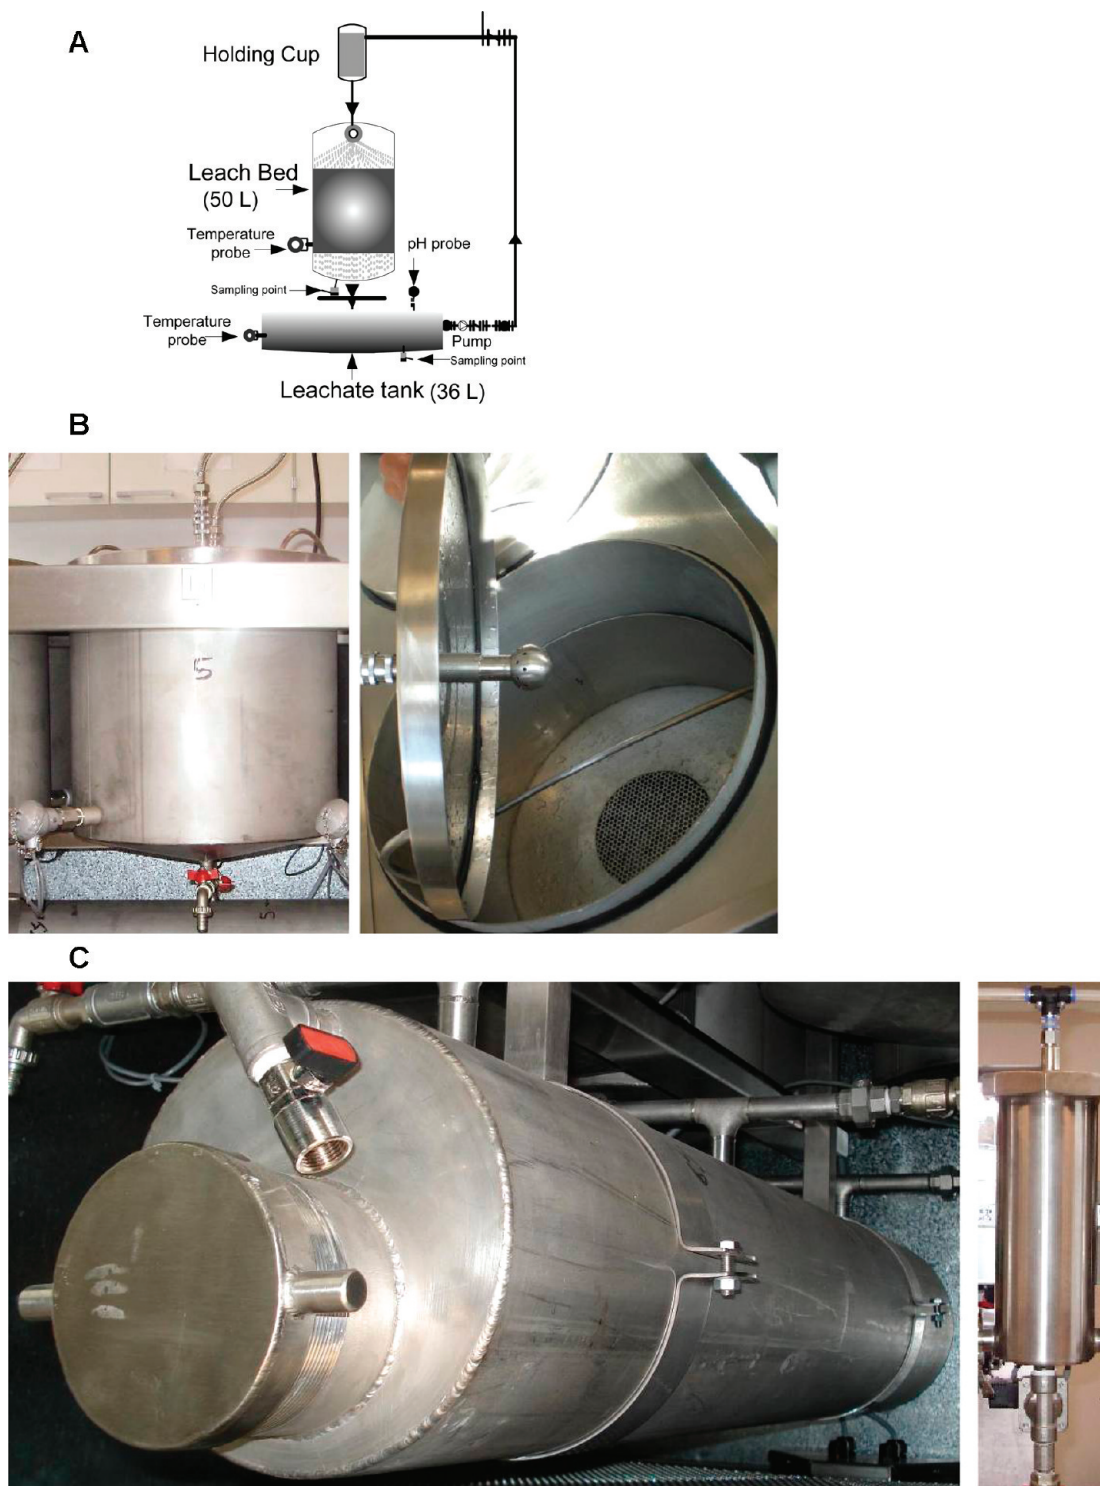 A
Holding Cup
Leach Bed
(50 L)
Temperature
probe
pH probe
Sampling point
Temperature
probe
Pump
Sampling point
Leachate tank (36 L)
B
5
5
C